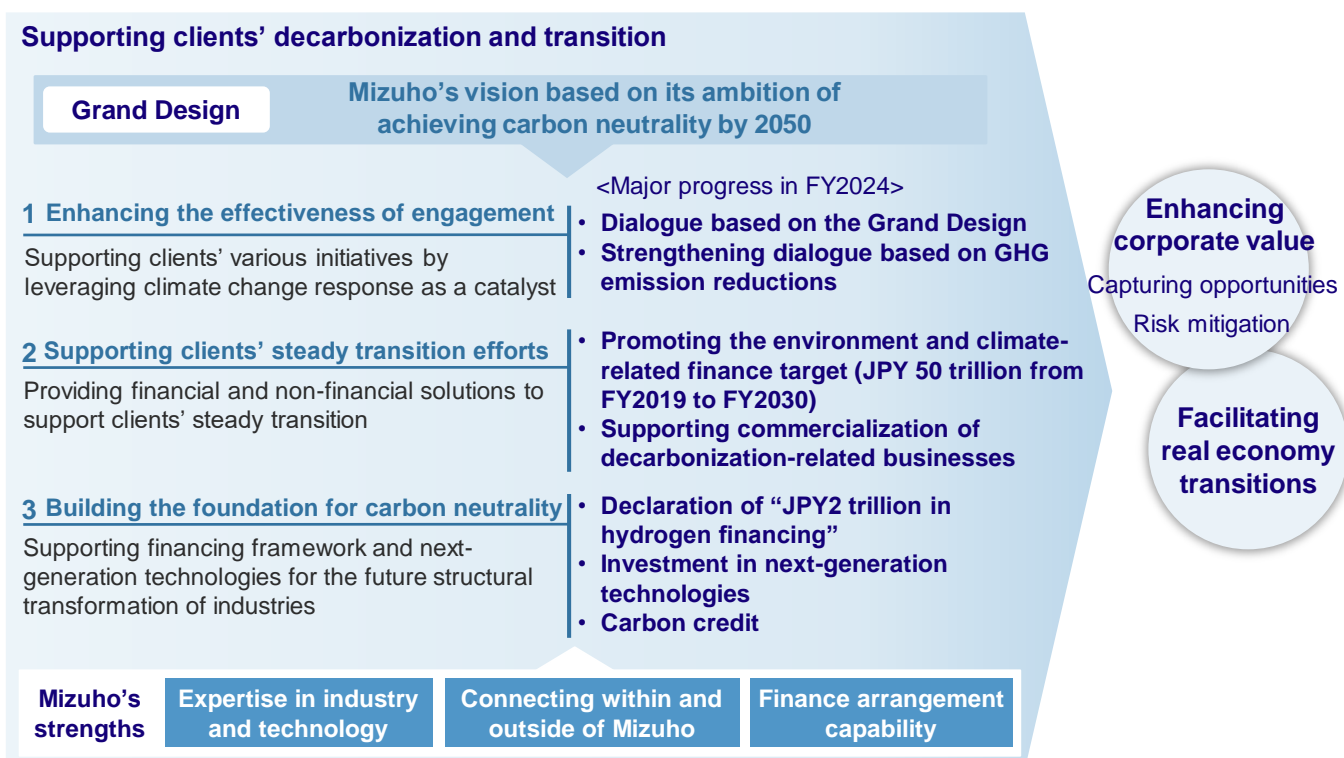 Supporting clients’ decarbonization and transition
Grand Design
Mizuho’s vision based on its ambition of
achieving carbon neutrality by 2050
<Major progress in FY2024>
1 Enhancing the effectiveness of engagement
Supporting clients’ various initiatives by
leveraging climate change response as a catalyst
• Dialogue based on the Grand Design
• Strengthening dialogue based on GHG
emission reductions
2 Supporting clients’ steady transition efforts
Providing financial and non-financial solutions to
support clients’ steady transition
• Promoting the environment and climate-
related finance target (JPY 50 trillion from
FY2019 to FY2030)
• Supporting commercialization of
decarbonization-related businesses
3 Building the foundation for carbon neutrality
Supporting financing framework and next-
generation technologies for the future structural
transformation of industries
• Declaration of “JPY2 trillion in
hydrogen financing”
• Investment in next-generation
technologies
• Carbon credit
Mizuho’s
strengths
Expertise in industry
and technology
Connecting within and
outside of Mizuho
Finance arrangement
capability
Enhancing
corporate value
Capturing opportunities
Risk mitigation
Facilitating
real economy
transitions